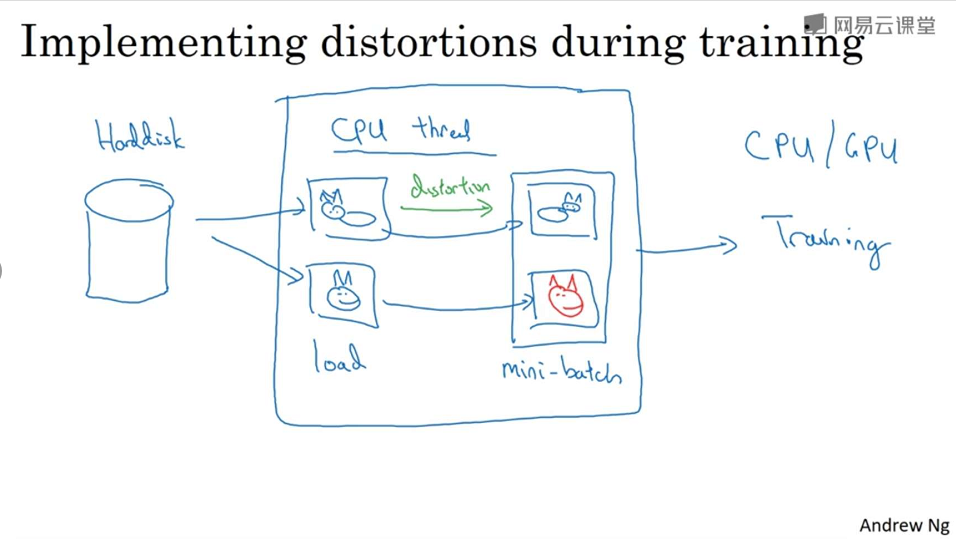 Implementing distortions during training
网易云课堂
Harddisk
CPU thread
CPU/GPU
distortion
Training
load
mini-batch
Andrew Ng